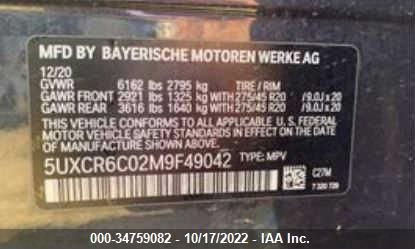 MFD BY BAYERISCHE MOTOREN WERKE AG
12/20
GVWR 6162 lbs 2795 kg TIRE / RIM
GAWR FRONT 2921 lbs 1325 kg WITH 275/45 R20 /9.0J x 20
GAWR REAR 3616 lbs 1640 kg WITH 275/45 R20 /9.0J x 20
THIS VEHICLE CONFORMS TO ALL APPLICABLE
U.S. FEDERAL MOTOR VEHICLE SAFETY STANDARDS
IN EFFECT ON THE DATE OF MANUFACTURE SHOWN ABOVE.
5UXCR6C02M9F49042 TYPE: MPV
C27M
000-34759082 - 10/17/2022 - IAA Inc.